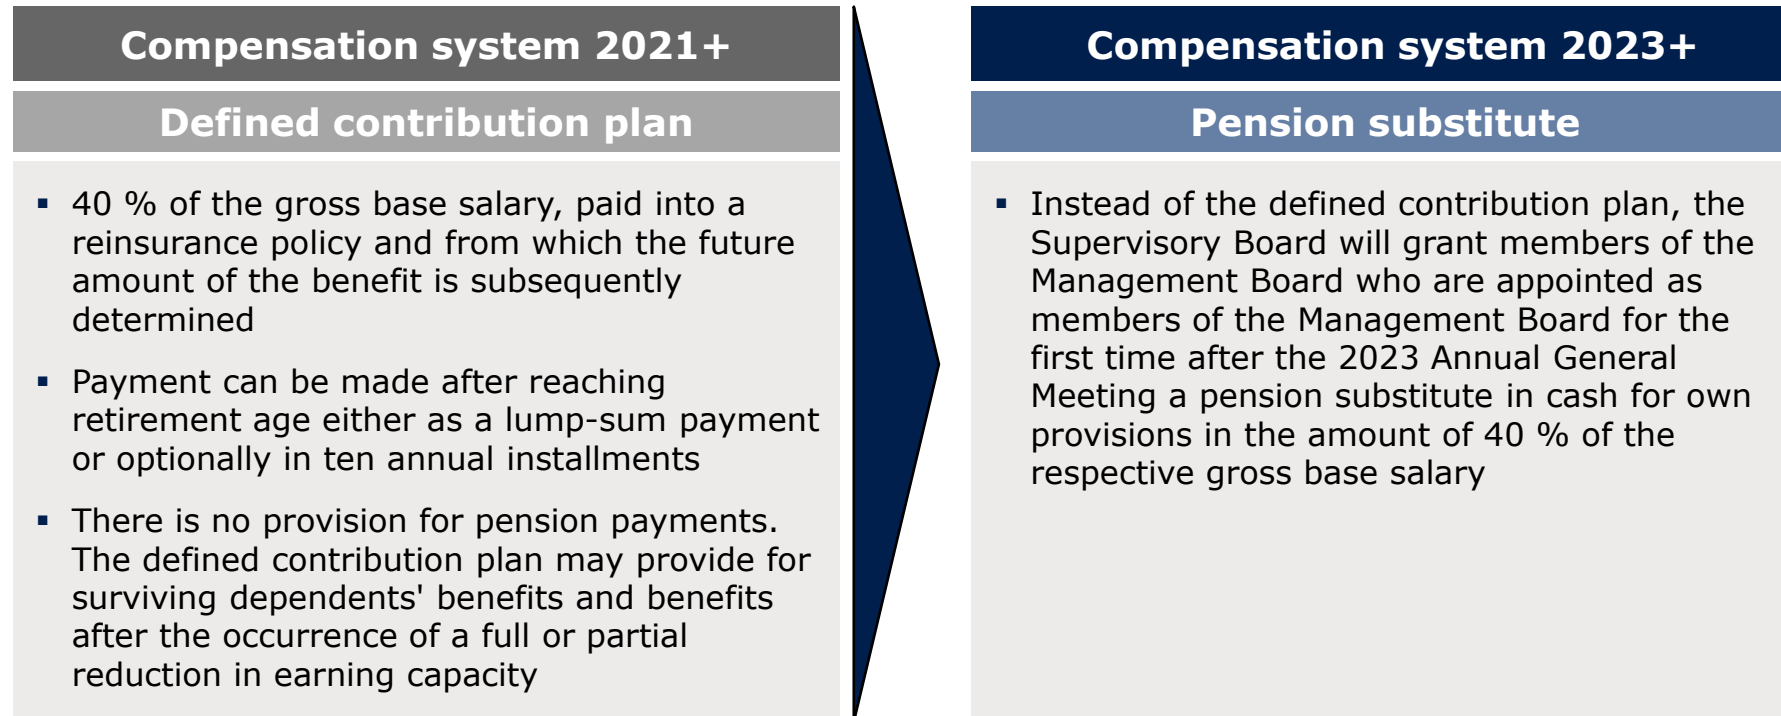 Compensation system 2021+
Defined contribution plan
▪ 40 % of the gross base salary, paid into a
reinsurance policy and from which the future
amount of the benefit is subsequently
determined
▪ Payment can be made after reaching
retirement age either as a lump-sum payment
or optionally in ten annual installments
▪ There is no provision for pension payments.
The defined contribution plan may provide for
surviving dependents' benefits and benefits
after the occurrence of a full or partial
reduction in earning capacity
Compensation system 2023+
Pension substitute
▪ Instead of the defined contribution plan, the
Supervisory Board will grant members of the
Management Board who are appointed as
members of the Management Board for the
first time after the 2023 Annual General
Meeting a pension substitute in cash for own
provisions in the amount of 40 % of the
respective gross base salary